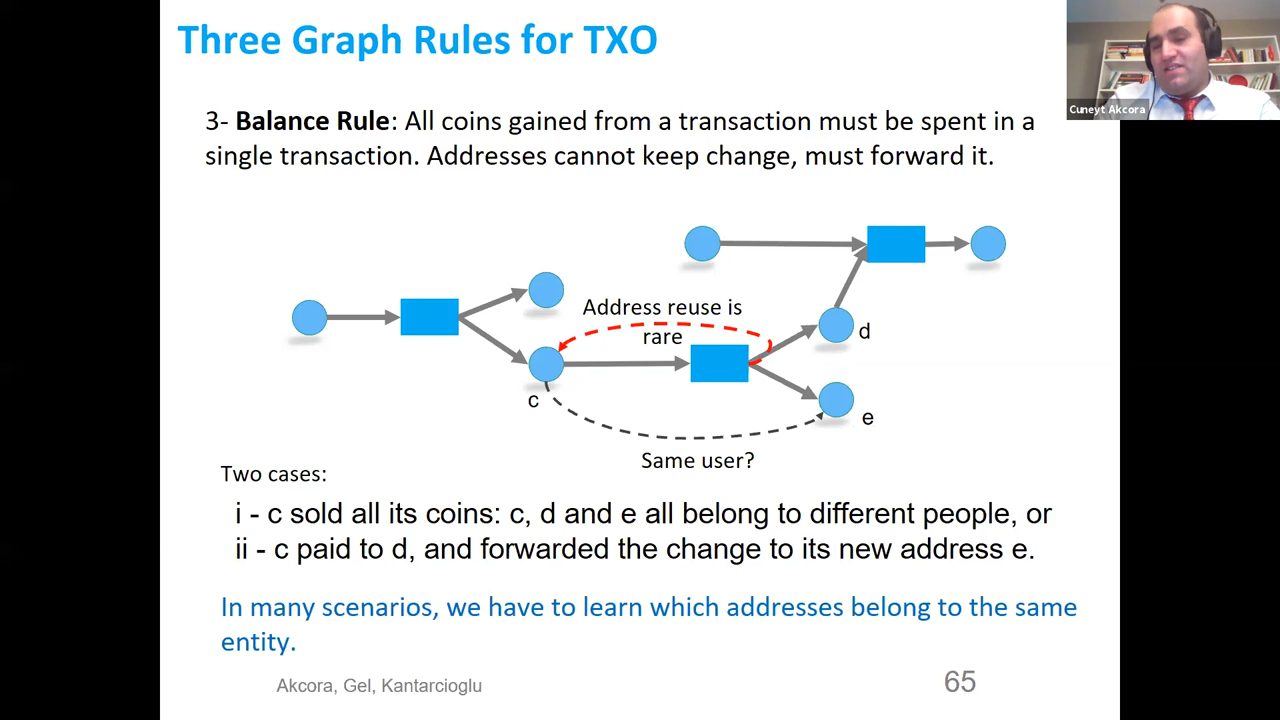 Three Graph Rules for TXO
Cuneyt Akcora
3- Balance Rule: All coins gained from a transaction must be spent in a
single transaction. Addresses cannot keep change, must forward it.
Address reuse is
rare
d
c
e
Same user?
Two cases:
i - c sold all its coins: c, d and e all belong to different people, or
ii - c paid to d, and forwarded the change to its new address e.
In many scenarios, we have to learn which addresses belong to the same
entity.
Akcora, Gel, Kantarcioglu
65